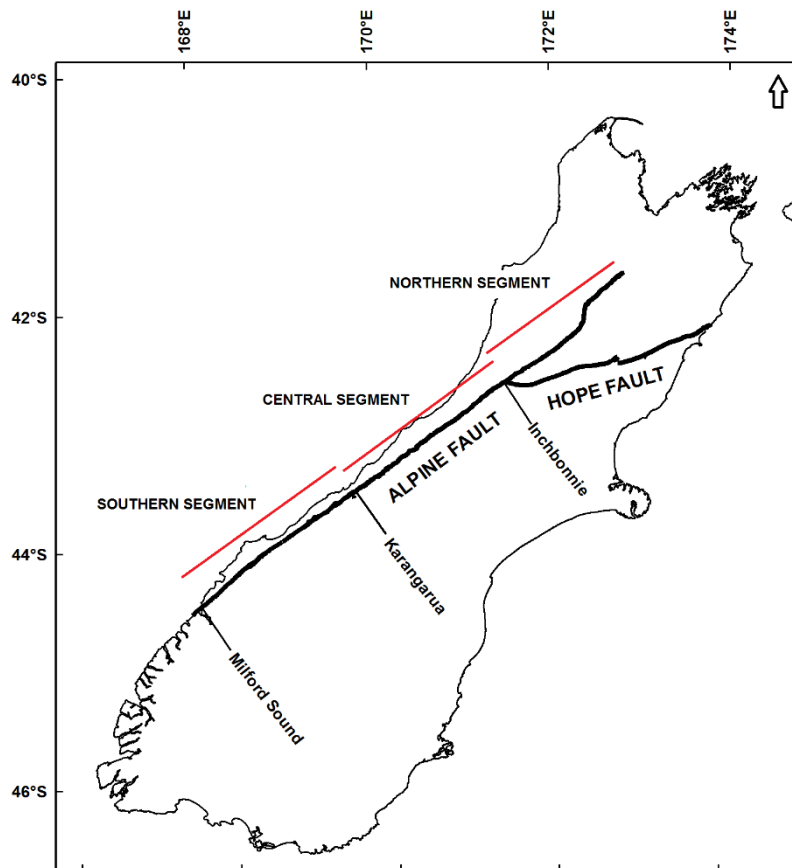 168°E
170°E
172°E
174°E
40°S
42°S
NORTHERN SEGMENT
CENTRAL SEGMENT
HOPE FAULT
ALPINE FAULT
Inchbonnie
SOUTHERN SEGMENT
44°S
Karangarua
Milford Sound
46°S